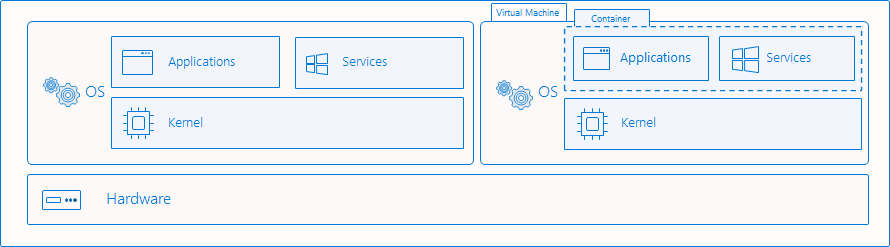 Virtual Machine
Container
Applications
Services
OS
Kernel
Applications
Services
OS
Kernel
Hardware